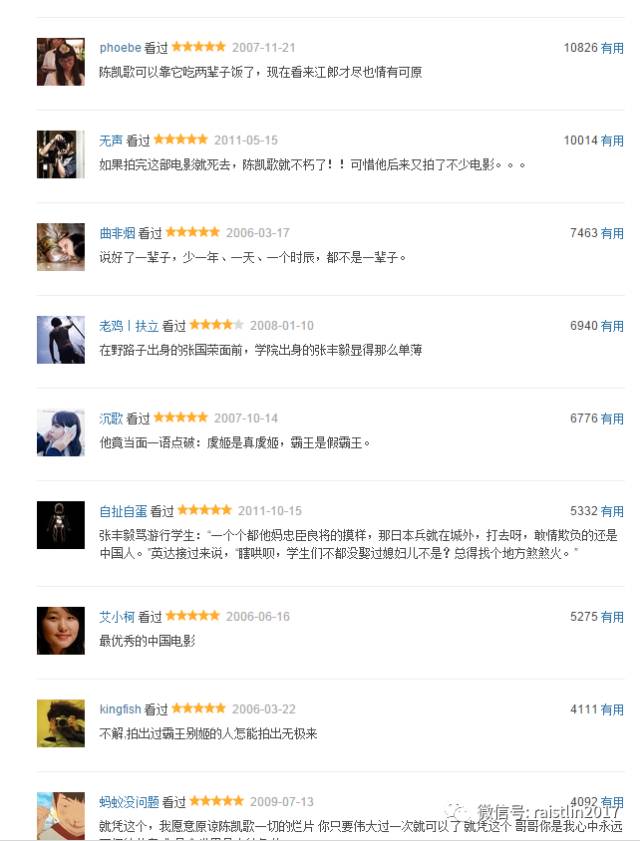 phoebe 看过 2007-11-21 10826 有用
陈凯歌可以靠它吃两辈子饭了，现在看来江郎才尽也情有可原
无声 看过 2011-05-15 10014 有用
如果拍完这部电影就死去，陈凯歌就不朽了！！可惜他后来又拍了不少电影。。。
曲非烟 看过 2006-03-17 7463 有用
说好了一辈子，少一年、一天、一个时辰，都不是一辈子。
老鸡丨扶立 看过 2008-01-10 6940 有用
在野路子出身的张国荣面前，学院出身的张丰毅显得那么单薄
沉歌 看过 2007-10-14 6776 有用
他竟当面一语点破：虞姬是真虞姬，霸王是假霸王。
自扯自蛋 看过 2011-10-15 5332 有用
张丰毅骂游行学生：“一个个都他妈忠臣良将的摸样，那日本兵就在城外，打去呀，敢情欺负的还是
中国人。”英达接过来说，“瞎哄呗，学生们不都没娶过媳妇儿不是？总得找个地方煞煞火。”
艾小柯 看过 2006-06-16 5275 有用
最优秀的中国电影
kingfish 看过 2006-03-22 4111 有用
不解,拍出过霸王别姬的人怎能拍出无极来
蚂蚁没问题 看过 2009-07-13 4092 有用
微信号: raistlin2017
就凭这个，我愿意原谅陈凯歌一切的烂片 你只要伟大过一次就可以了 就凭这个 哥哥你是我心中永远